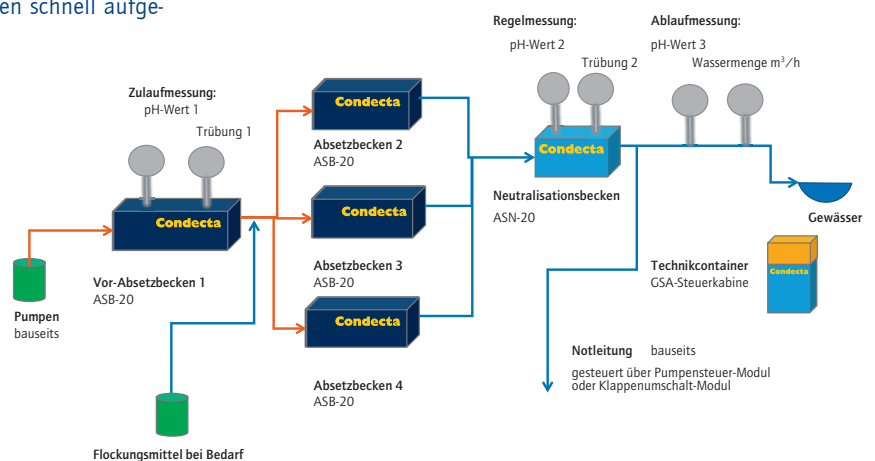 en schnell aufge-
Regelmessung:
pH-Wert 2
Trübung 2
Ablaufmessung:
pH-Wert 3
Wassermenge m³/h
Zulaufmessung:
pH-Wert 1
Trübung 1
Condecta
Absetzbecken 2
ASB-20
Condecta
Absetzbecken 3
ASB-20
Condecta
Absetzbecken 4
ASB-20
Condecta
Vor-Absetzbecken 1
ASB-20
Pumpen
bauseits
Flockungsmittel bei Bedarf
Condecta
Neutralisationsbecken
ASN-20
Gewässer
Technikcontainer
GSA-Steuerkabine
Condecta
Notleitung bauseits
gesteuert über Pumpensteuer-Modul
oder Klappenumschalt-Modul